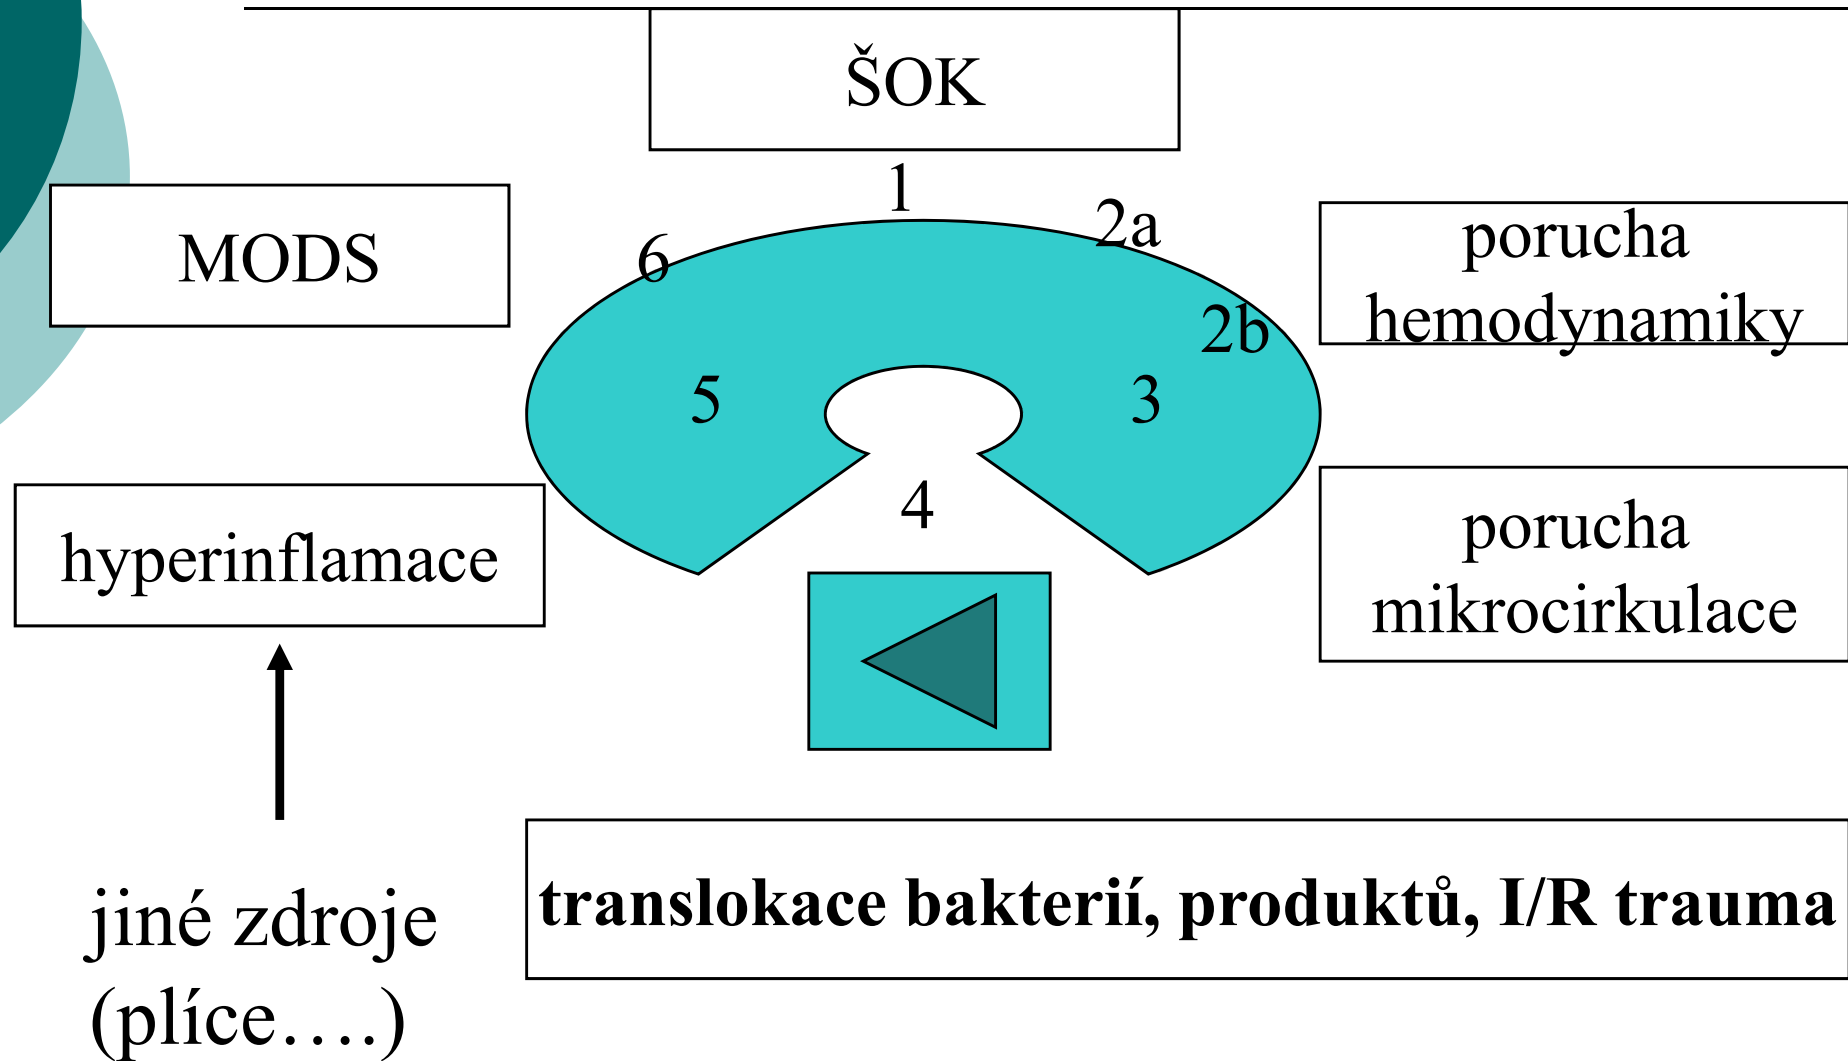 ŠOK
1
2a
MODS
6
porucha
hemodynamiky
2b
5
3
4
hyperinflamace
porucha
mikrocirkulace
jiné zdroje
(plíce….)
translokace bakterií, produktů, I/R trauma